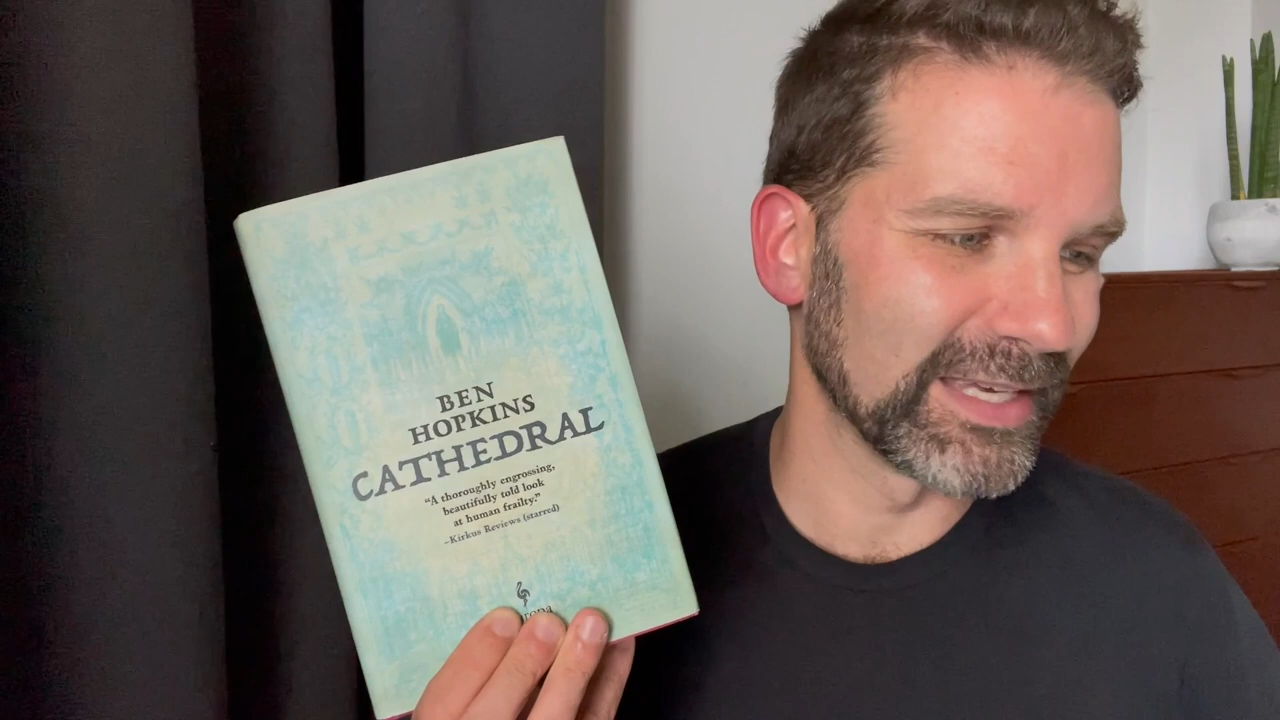 BEN
HOPKINS
CATHEDRAL
“A thoroughly engrossing,
beautifully told look
at human frailty.”
–Kirkus Reviews (starred)